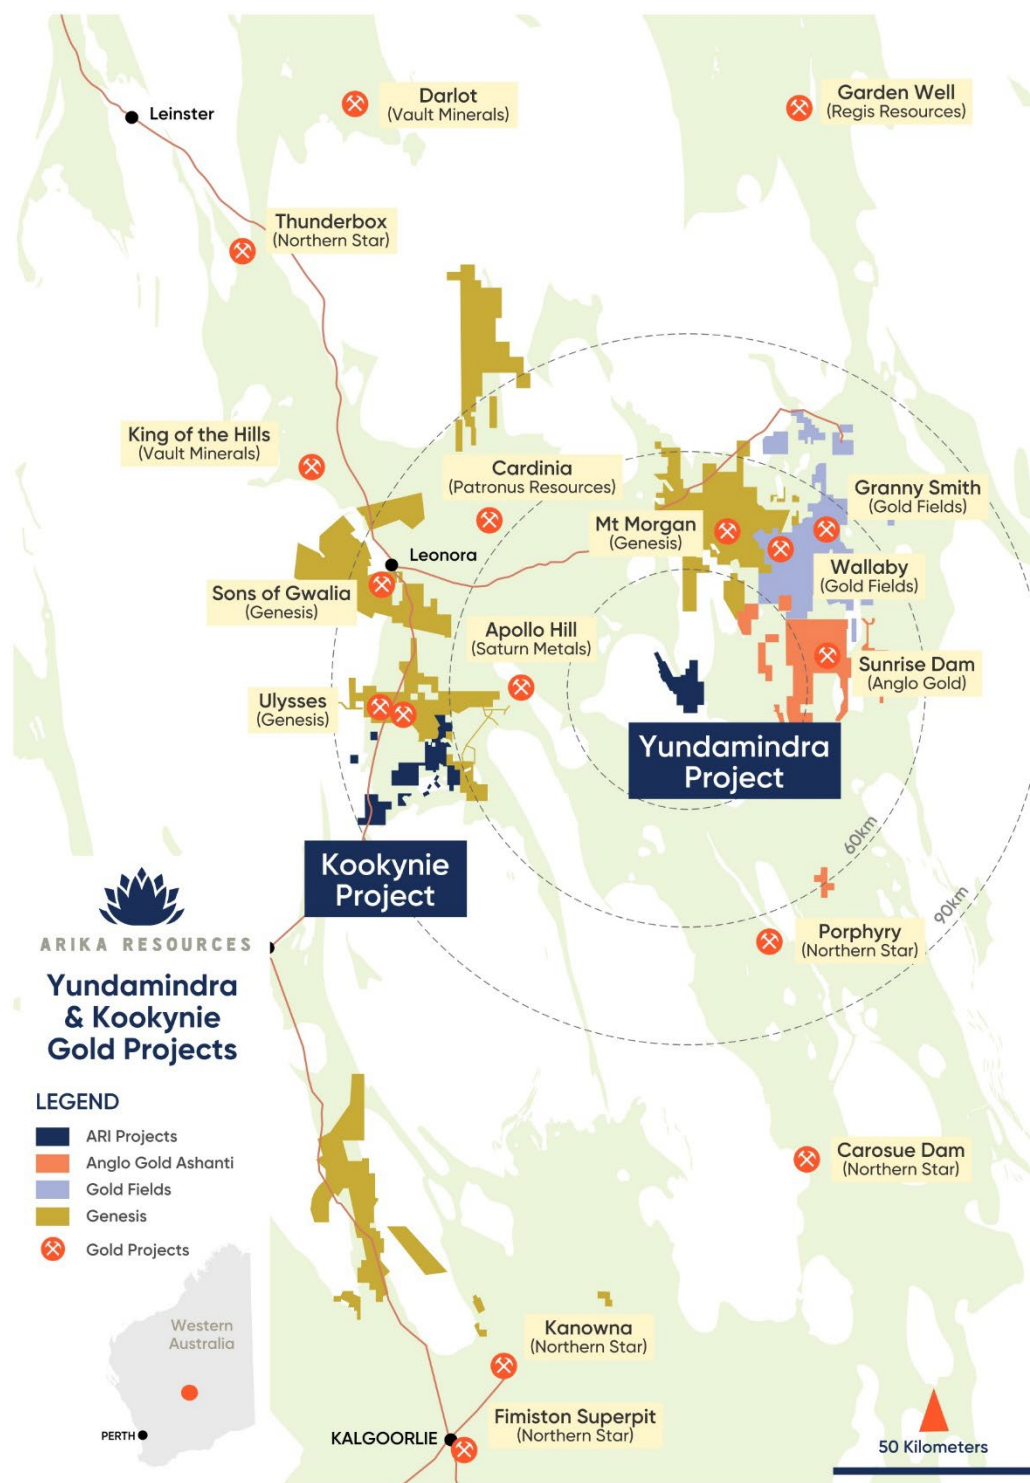 Leinster
Darlot
(Vault Minerals)
Garden Well
(Regis Resources)
Thunderbox
(Northern Star)
King of the Hills
(Vault Minerals)
Cardinia
(Patronus Resources)
Granny Smith
(Gold Fields)
Mt Morgan
(Genesis)
Leonora
Wallaby
(Gold Fields)
Sons of Gwalia
(Genesis)
Apollo Hill
(Saturn Metals)
Sunrise Dam
(Anglo Gold)
Ulysses
(Genesis)
Yundamindra
Project
60km
90km
Kookynie
Project
Porphyry
(Northern Star)
ARIKA RESOURCES
Yundamindra
& Kookynie
Gold Projects
LEGEND
ARI Projects
Anglo Gold Ashanti
Gold Fields
Genesis
Gold Projects
Carosue Dam
(Northern Star)
Western
Australia
PERTH
Kanowna
(Northern Star)
KALGOORLIE
Fimiston Superpit
(Northern Star)
50 Kilometers